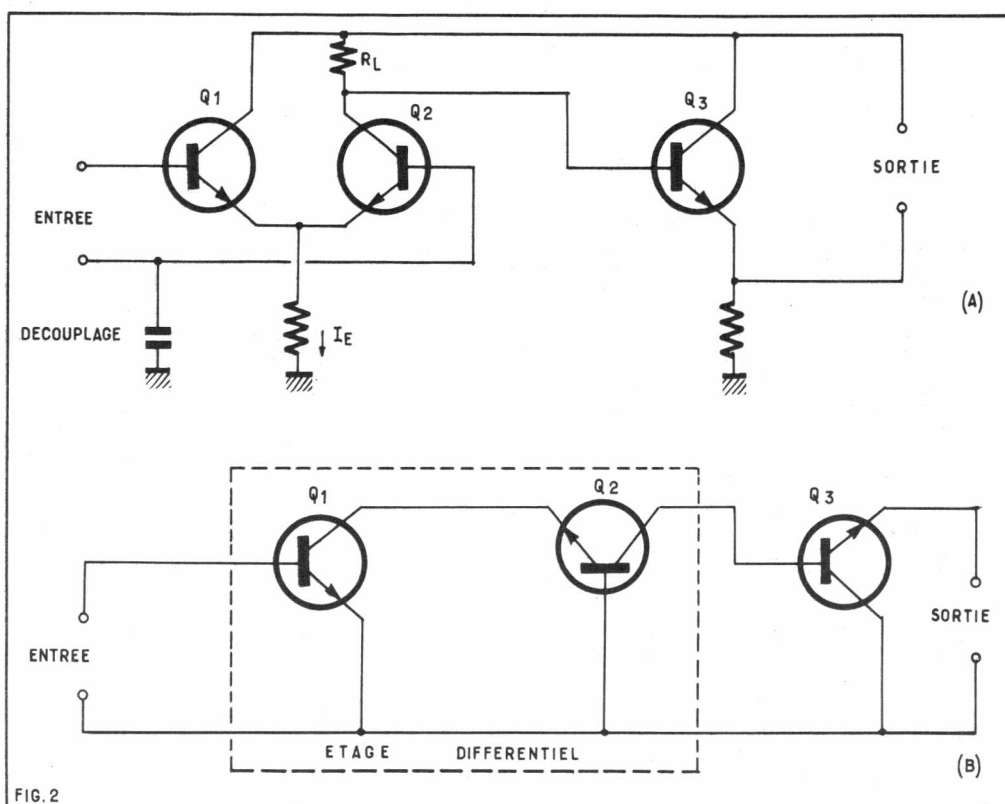 RL
Q1
Q2
Q3
ENTREE
SORTIE
DECOUPLAGE
IE
(A)
Q1
Q2
Q3
ENTREE
SORTIE
ETAGE DIFFERENTIEL
(B)
FIG. 2